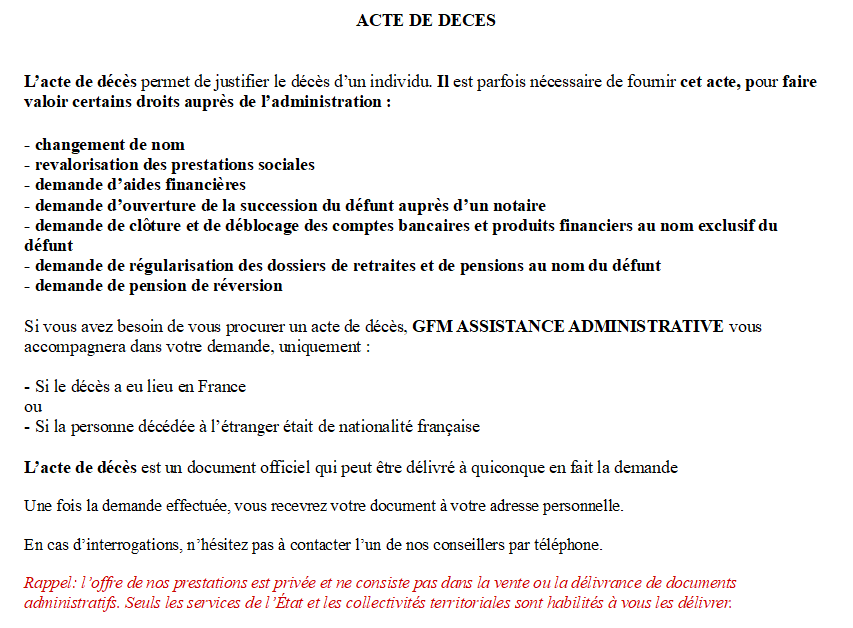 ACTE DE DECES
L’acte de décès permet de justifier le décès d’un individu. Il est parfois nécessaire de fournir cet acte, pour faire
valoir certains droits auprès de l’administration :
- changement de nom
- revalorisation des prestations sociales
- demande d’aides financières
- demande d’ouverture de la succession du défunt auprès d’un notaire
- demande de clôture et de déblocage des comptes bancaires et produits financiers au nom exclusif du
défunt
- demande de régularisation des dossiers de retraites et de pensions au nom du défunt
- demande de pension de réversion
Si vous avez besoin de vous procurer un acte de décès, GFM ASSISTANCE ADMINISTRATIVE vous
accompagnera dans votre demande, uniquement :
- Si le décès a eu lieu en France
ou
- Si la personne décédée à l’étranger était de nationalité française
L’acte de décès est un document officiel qui peut être délivré à quiconque en fait la demande
Une fois la demande effectuée, vous recevrez votre document à votre adresse personnelle.
En cas d’interrogations, n’hésitez pas à contacter l’un de nos conseillers par téléphone.
Rappel: l’offre de nos prestations est privée et ne consiste pas dans la vente ou la délivrance de documents
administratifs. Seuls les services de l’État et les collectivités territoriales sont habilités à vous les délivrer.